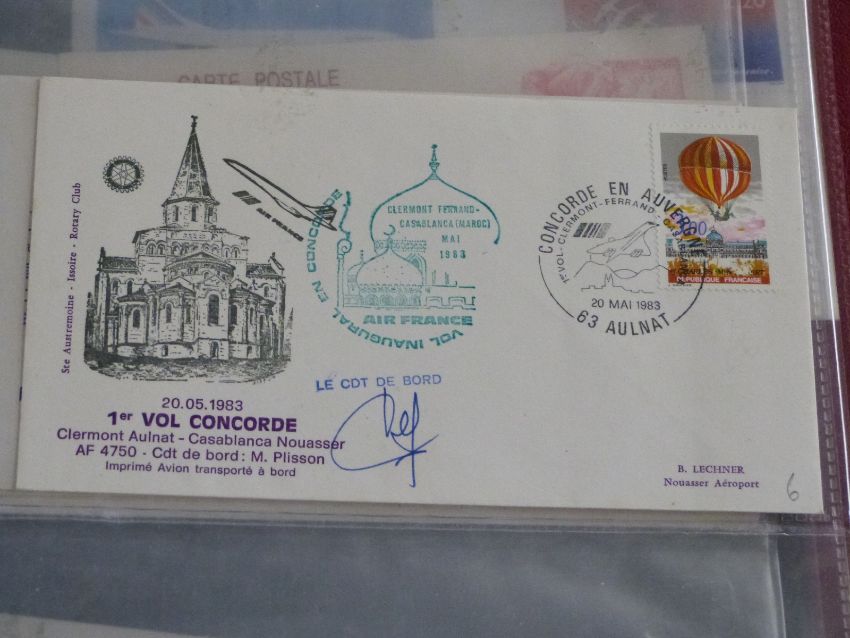 CARTE POSTALE
Ste Austremoine - Issoire - Rotary Club
AIR FRANCE
VOL INAUGURAL EN CONCORDE
CLERMONT FERRAND-
CASABLANCA (MAROC)
MAI
1983
AIR FRANCE
CONCORDE EN AUVERGNE
1er VOL-CLERMONT-FERRAND-
20 MAI 1983
63 AULNAT
REPUBLIQUE FRANCAISE
LE CDT DE BORD
20.05.1983
1er VOL CONCORDE
Clermont Aulnat - Casablanca Nouasser
AF 4750 - Cdt de bord : M. Plisson
Imprimé Avion transporté à bord
B. LECHNER
Nouasser Aéroport
6